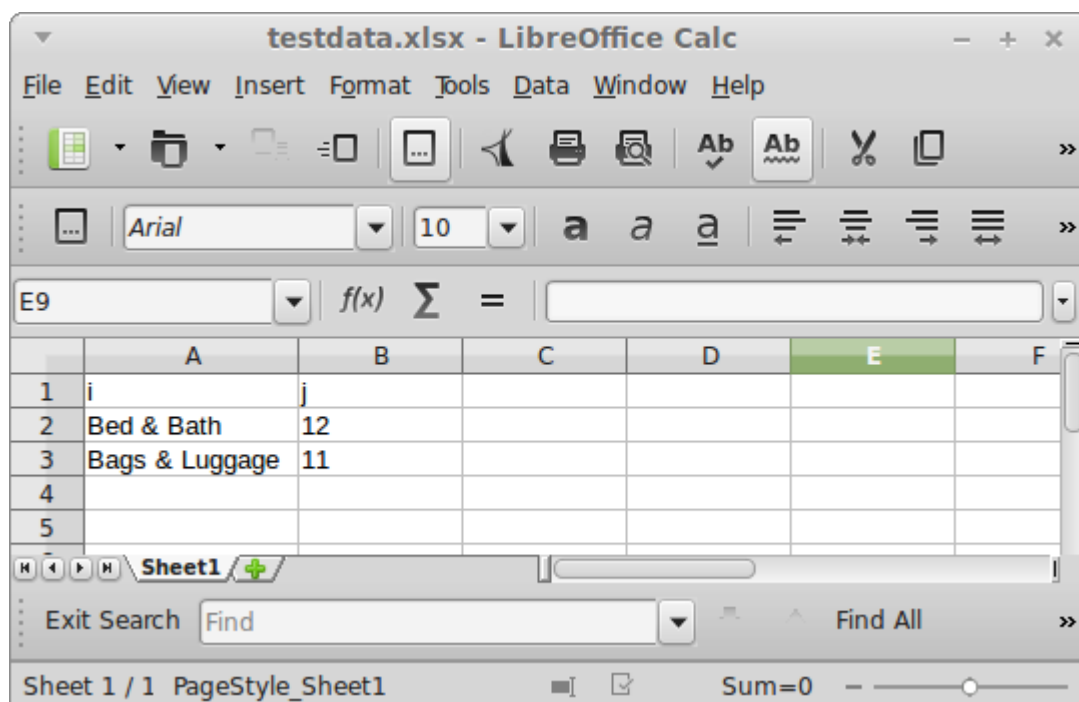 testdata.xlsx - LibreOffice Calc
File Edit View Insert Format Tools Data Window Help
Ab Ab »
Arial 10 a a a »
E9 f(x) Σ =
A B C D E F
1 i j
2 Bed & Bath 12
3 Bags & Luggage 11
4
5
Sheet1
Exit Search Find Find All »
Sheet 1 / 1 PageStyle_Sheet1 Sum=0